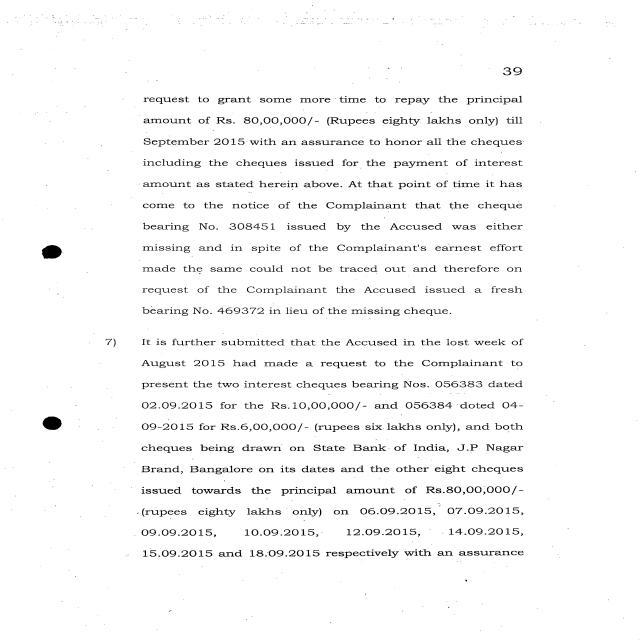 39
request to grant some more time to repay the principal
amount of Rs. 80,00,000/- (Rupees eighty lakhs only) till
September 2015 with an assurance to honor all the cheques
including the cheques issued for the payment of interest
amount as stated herein above. At that point of time it has
come to the notice of the Complainant that the cheque
bearing No. 308451 issued by the Accused was either
missing and in spite of the Complainant's earnest effort
made the same could not be traced out and therefore on
request of the Complainant the Accused issued a fresh
bearing No. 469372 in lieu of the missing cheque.
7) It is further submitted that the Accused in the lost week of
August 2015 had made a request to the Complainant to
present the two interest cheques bearing Nos. 056383 dated
02.09.2015 for the Rs.10,00,000/- and 056384 doted 04-
09-2015 for Rs.6,00,000/- (rupees six lakhs only), and both
cheques being drawn on State Bank of India, J.P Nagar
Brand, Bangalore on its dates and the other eight cheques
issued towards the principal amount of Rs.80,00,000/-
(rupees eighty lakhs only) on 06.09.2015, 07.09.2015,
09.09.2015, 10.09.2015, 12.09.2015, 14.09.2015,
15.09.2015 and 18.09.2015 respectively with an assurance